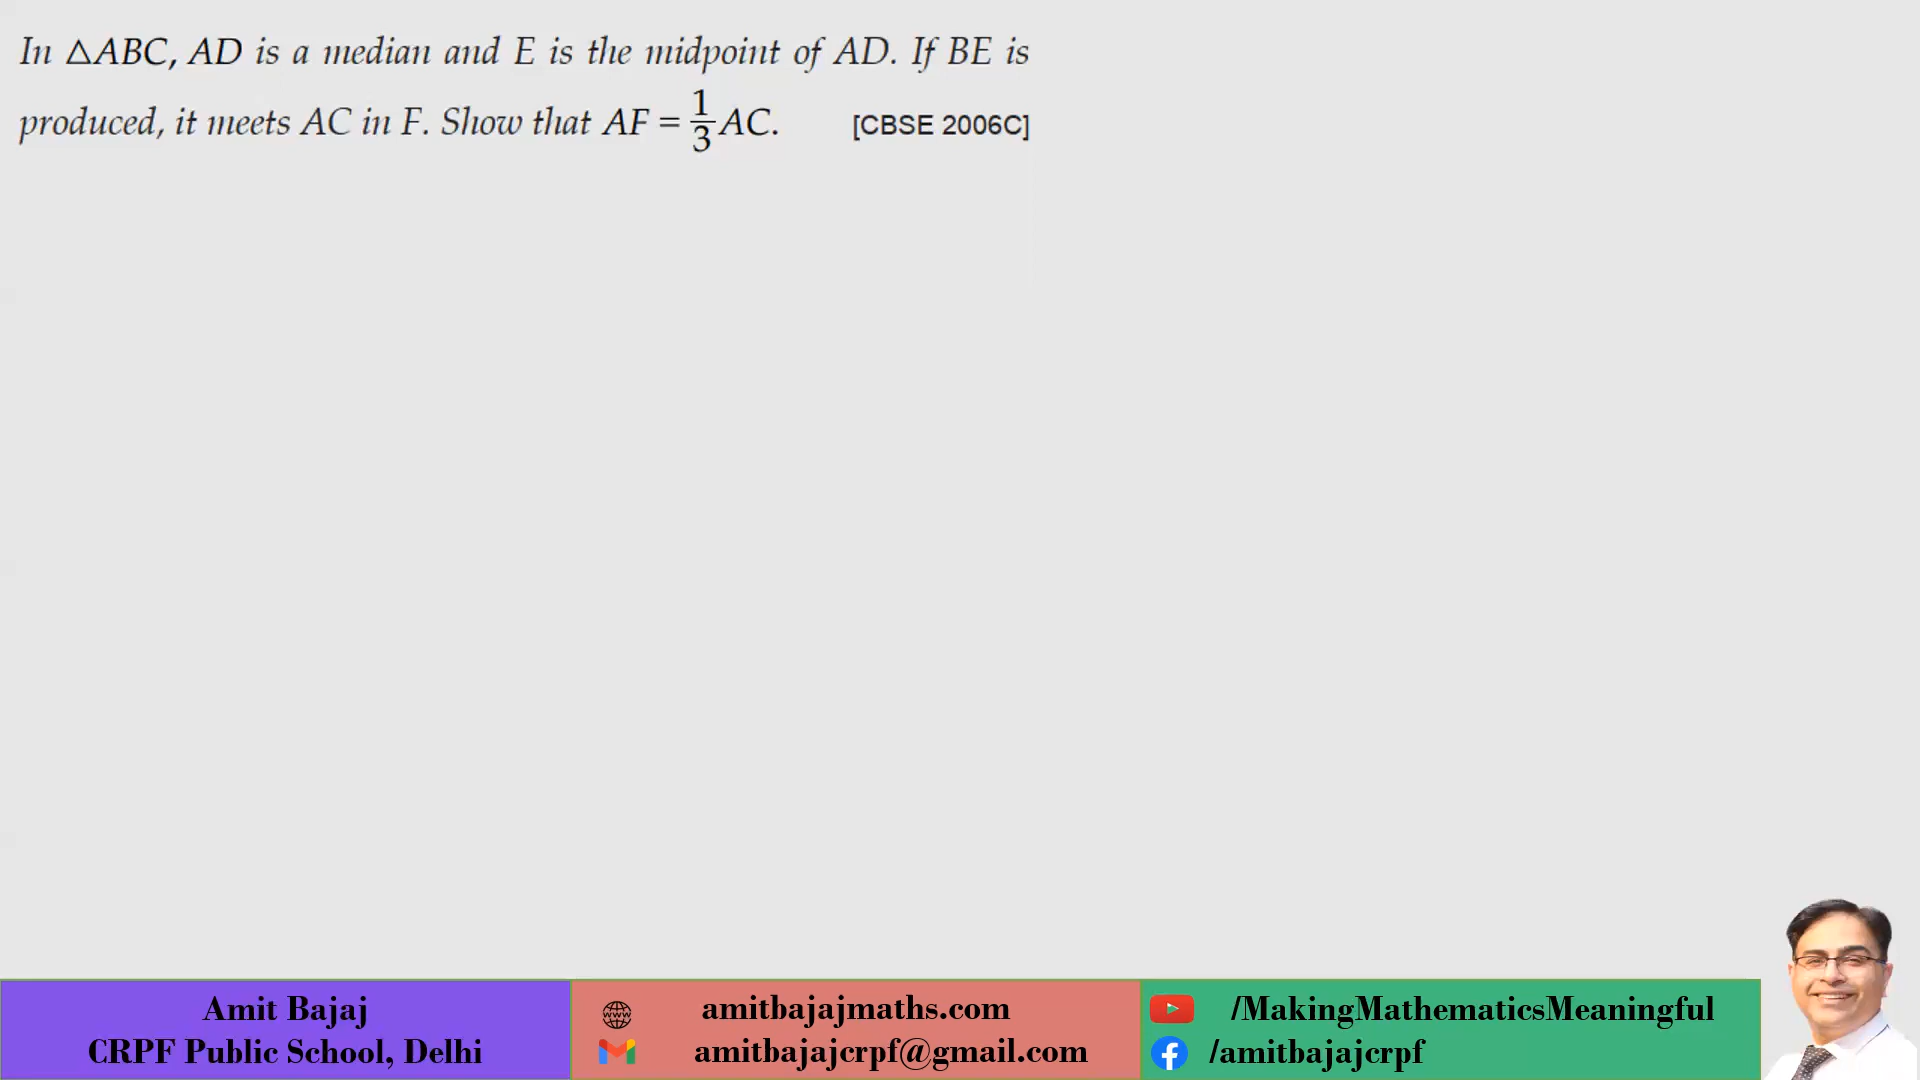 In △ABC, AD is a median and E is the midpoint of AD. If BE is
produced, it meets AC in F. Show that AF = 1/3 AC. [CBSE 2006C]
Amit Bajaj
CRPF Public School, Delhi
amitbajajmaths.com
amitbajajcrpf@gmail.com
/MakingMathematicsMeaningful
/amitbajajcrpf